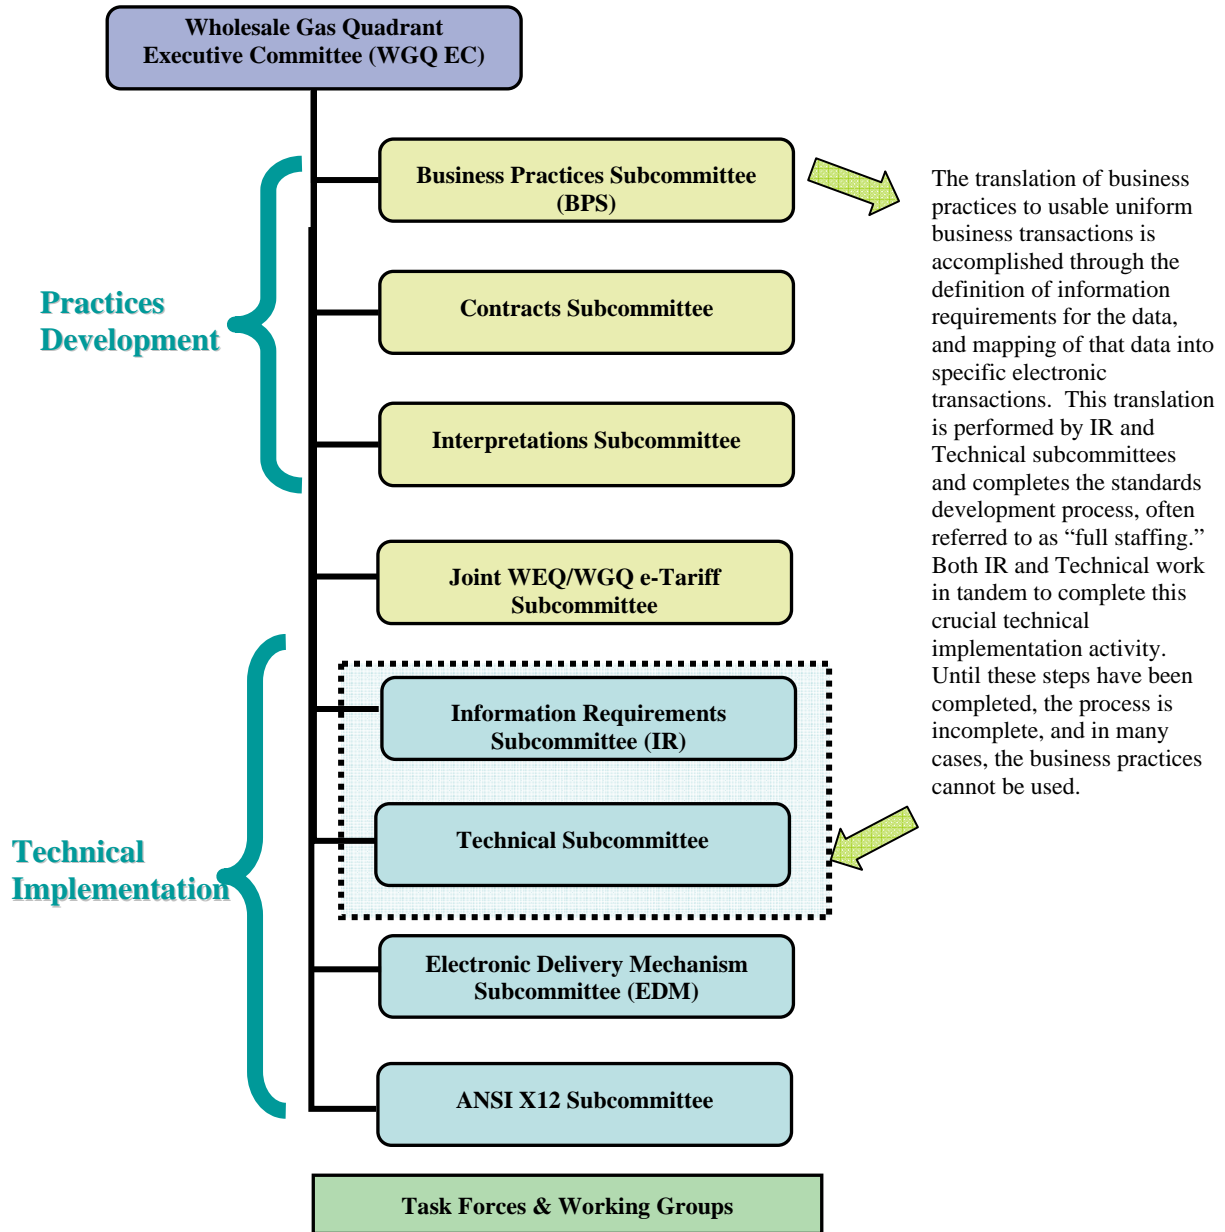 Wholesale Gas Quadrant
Executive Committee (WGQ EC)
Business Practices Subcommittee
(BPS)
Contracts Subcommittee
Practices
Development
Interpretations Subcommittee
Joint WEQ/WGQ e-Tariff
Subcommittee
Information Requirements
Subcommittee (IR)
Technical Subcommittee
Technical
Implementation
Electronic Delivery Mechanism
Subcommittee (EDM)
ANSI X12 Subcommittee
Task Forces & Working Groups
The translation of business
practices to usable uniform
business transactions is
accomplished through the
definition of information
requirements for the data,
and mapping of that data into
specific electronic
transactions.  This translation
is performed by IR and
Technical subcommittees
and completes the standards
development process, often
referred to as “full staffing.”
Both IR and Technical work
in tandem to complete this
crucial technical
implementation activity.
Until these steps have been
completed, the process is
incomplete, and in many
cases, the business practices
cannot be used.